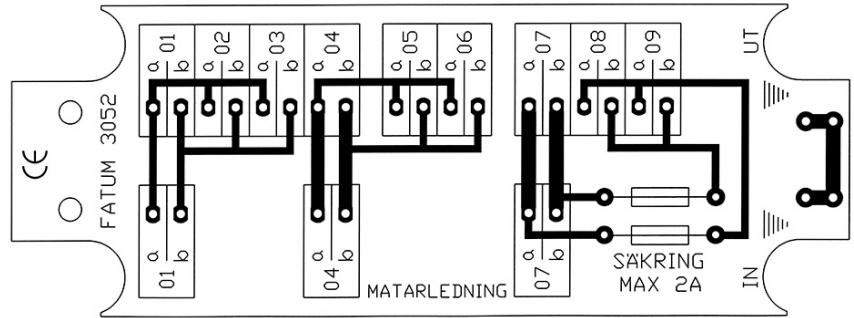 CE
FATUM 3052
a 01 b
02
a b
03
a 04 b
a 05 b
a 06 b
a 07 b
a 08 b
a 09 b
UT
a 01 b
a 04 b
MATARLEDNING
a 07 b
SÄKRING
MAX 2A
IN